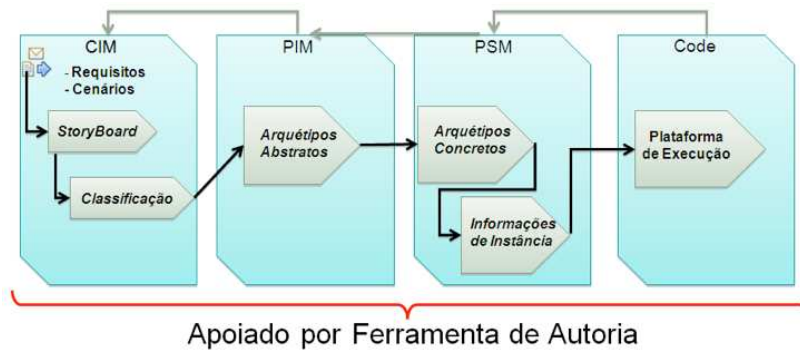 CIM
PIM
PSM
Code
- Requisitos
- Cenários
StoryBoard
Classificação
Arquétipos
Abstratos
Arquétipos
Concretos
Informações
de Instância
Plataforma
de Execução
Apoiado por Ferramenta de Autoria